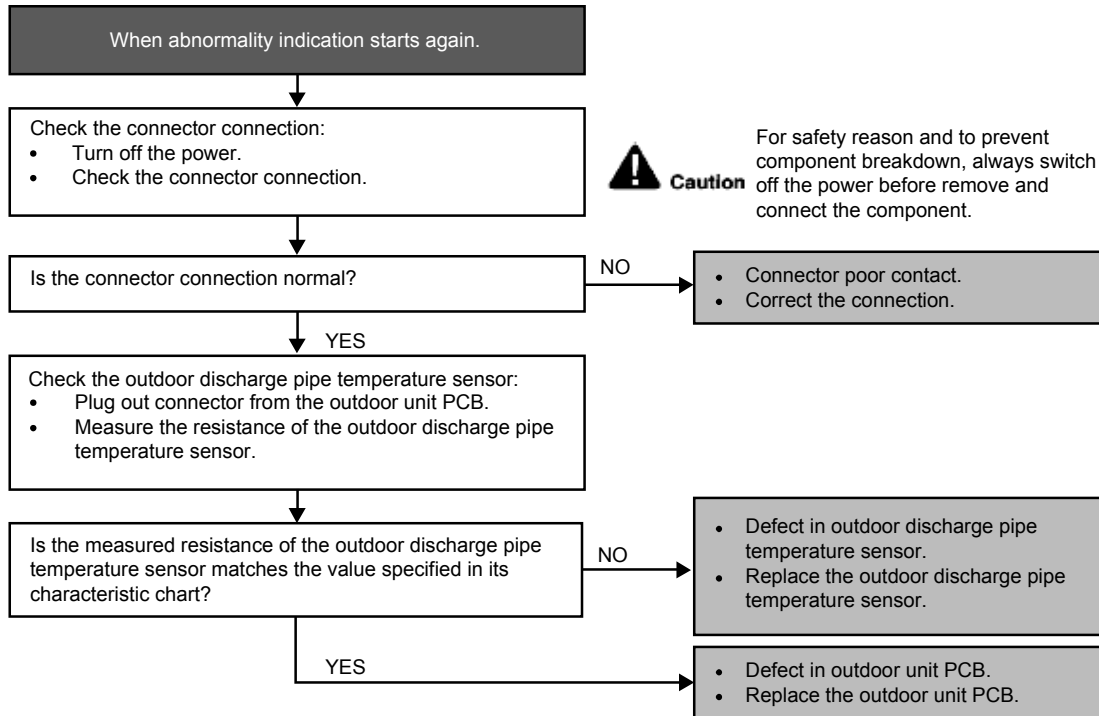 When abnormality indication starts again.
Check the connector connection:
• Turn off the power.
• Check the connector connection.
For safety reason and to prevent
component breakdown, always switch
off the power before remove and
connect the component.
Caution
Is the connector connection normal?
NO
• Connector poor contact.
• Correct the connection.
YES
Check the outdoor discharge pipe temperature sensor:
• Plug out connector from the outdoor unit PCB.
• Measure the resistance of the outdoor discharge pipe
temperature sensor.
Is the measured resistance of the outdoor discharge pipe
temperature sensor matches the value specified in its
characteristic chart?
NO
• Defect in outdoor discharge pipe
temperature sensor.
• Replace the outdoor discharge pipe
temperature sensor.
YES
• Defect in outdoor unit PCB.
• Replace the outdoor unit PCB.